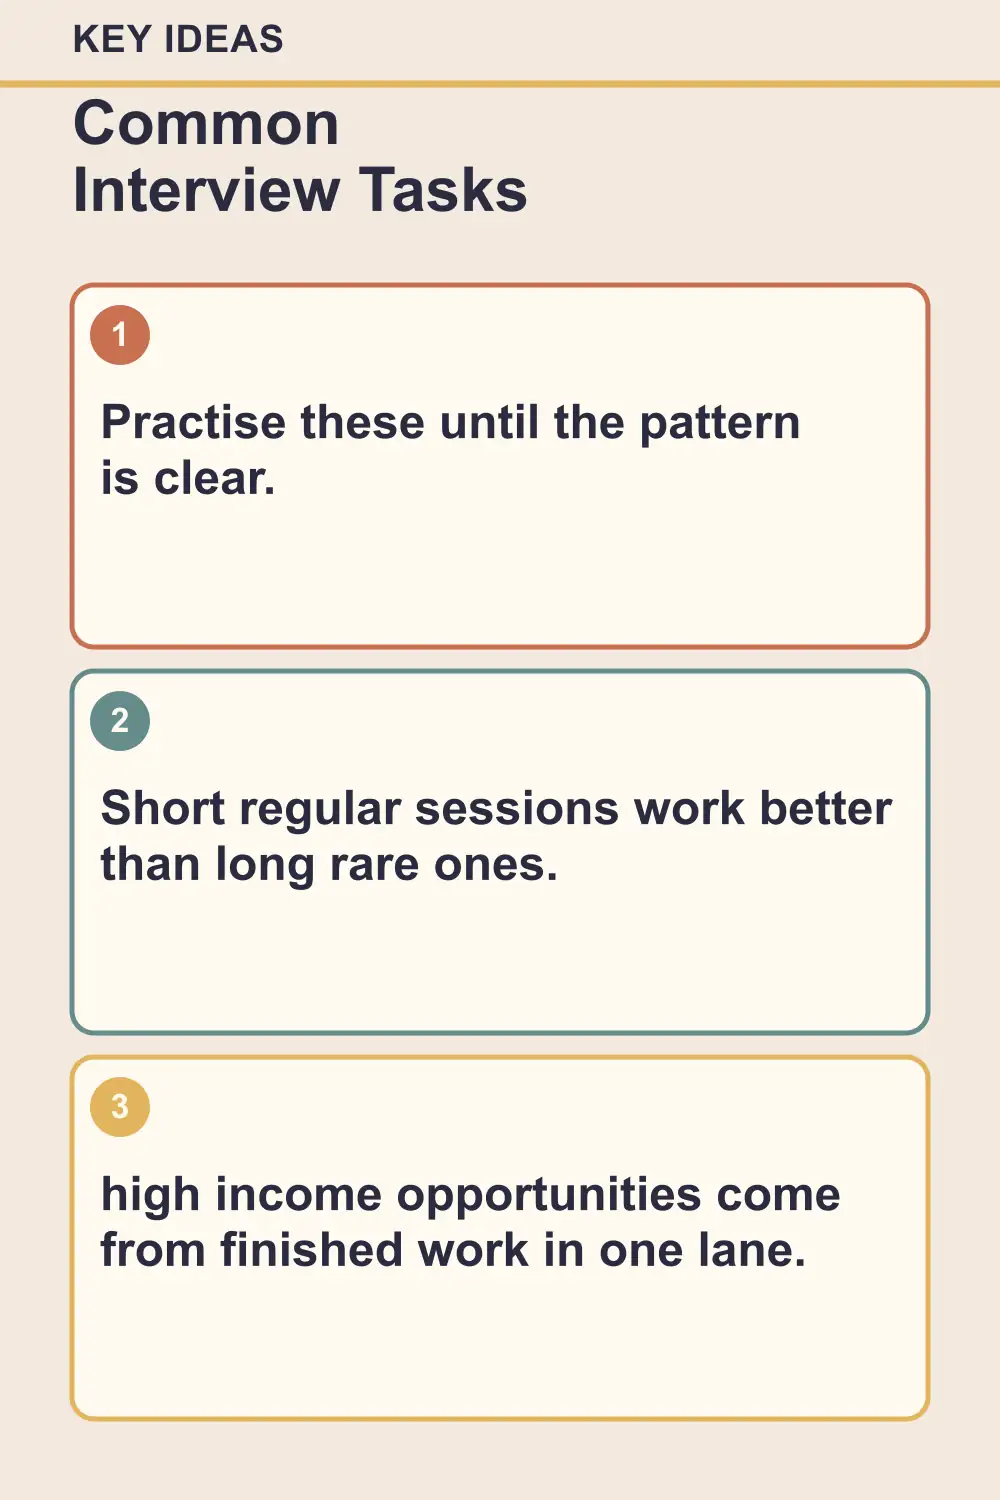 KEY IDEAS
Common
Interview Tasks
1
Practise these until the pattern
is clear.
2
Short regular sessions work better
than long rare ones.
3
high income opportunities come
from finished work in one lane.